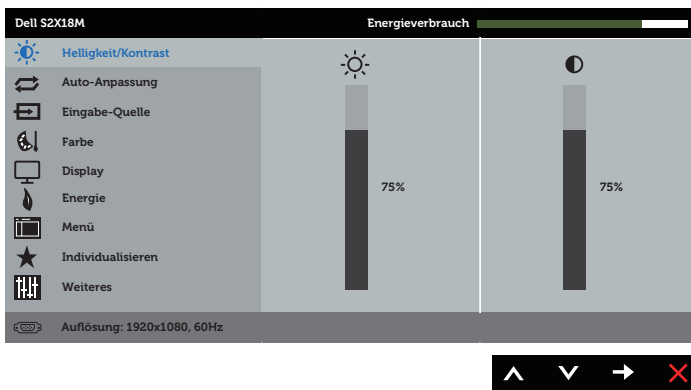 Dell S2X18M
Energieverbrauch
Helligkeit/Kontrast
Auto-Anpassung
Eingabe-Quelle
Farbe
Display
Energie
Menü
Individualisieren
Weiteres
75%
75%
Auflösung: 1920x1080, 60Hz